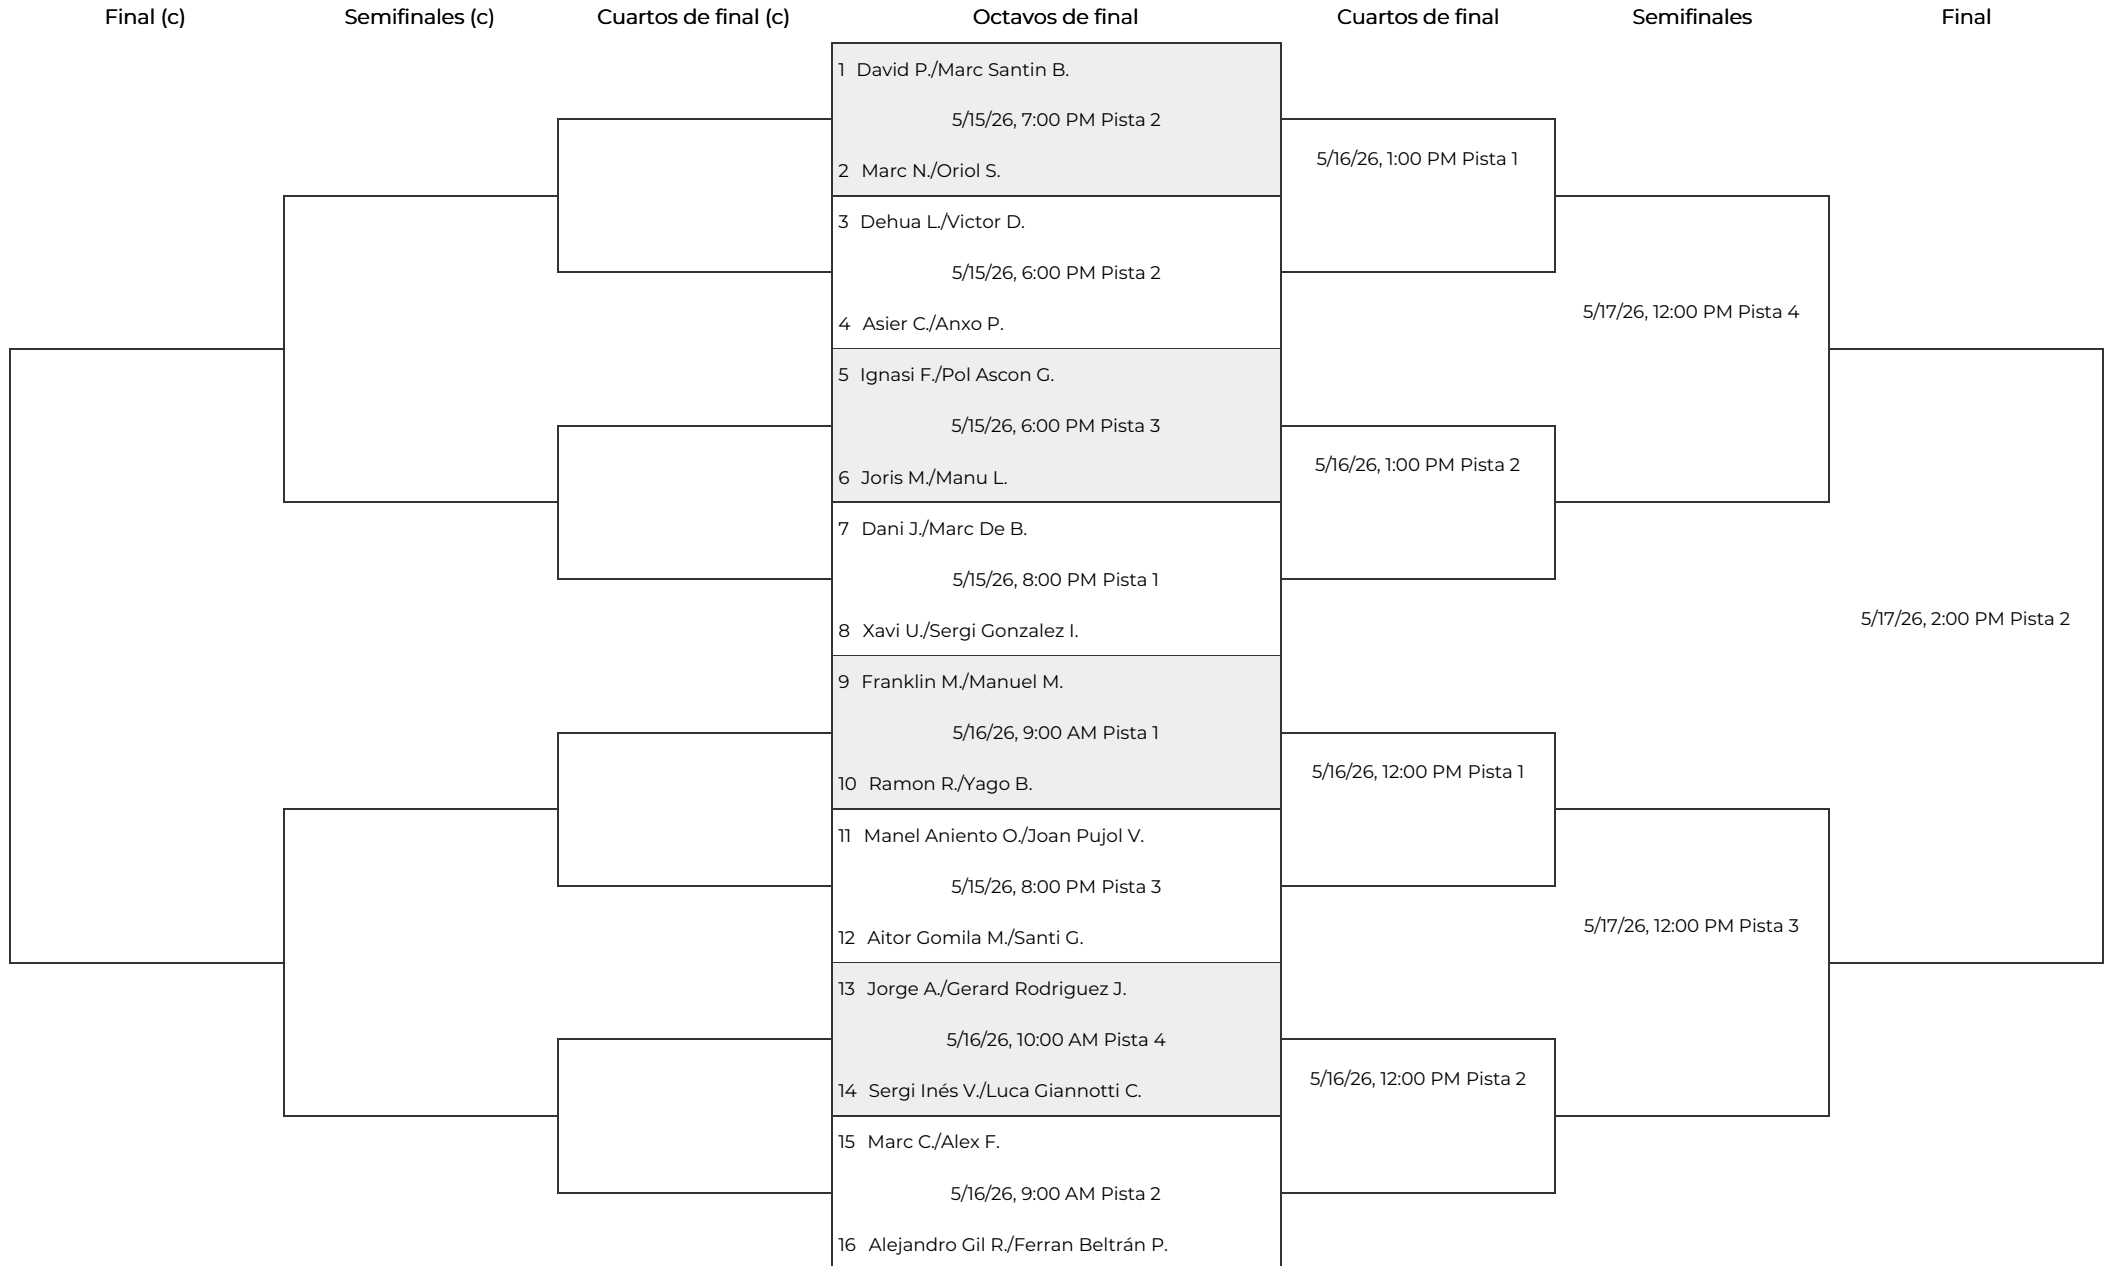 Final (c)
Semifinales (c)
Cuartos de final (c)
Octavos de final
Cuartos de final
Semifinales
Final
1 David P./Marc Santin B.
5/15/26, 7:00 PM Pista 2
2 Marc N./Oriol S.
3 Dehua L./Victor D.
5/15/26, 6:00 PM Pista 2
4 Asier C./Anxo P.
5 Ignasi F./Pol Ascon G.
5/15/26, 6:00 PM Pista 3
6 Joris M./Manu L.
7 Dani J./Marc De B.
5/15/26, 8:00 PM Pista 1
8 Xavi U./Sergi Gonzalez I.
9 Franklin M./Manuel M.
5/16/26, 9:00 AM Pista 1
10 Ramon R./Yago B.
11 Manel Aniento O./Joan Pujol V.
5/15/26, 8:00 PM Pista 3
12 Aitor Gomila M./Santi G.
13 Jorge A./Gerard Rodriguez J.
5/16/26, 10:00 AM Pista 4
14 Sergi Inés V./Luca Giannotti C.
15 Marc C./Alex F.
5/16/26, 9:00 AM Pista 2
16 Alejandro Gil R./Ferran Beltrán P.
5/16/26, 1:00 PM Pista 1
5/16/26, 1:00 PM Pista 2
5/16/26, 12:00 PM Pista 1
5/16/26, 12:00 PM Pista 2
5/17/26, 12:00 PM Pista 4
5/17/26, 12:00 PM Pista 3
5/17/26, 2:00 PM Pista 2